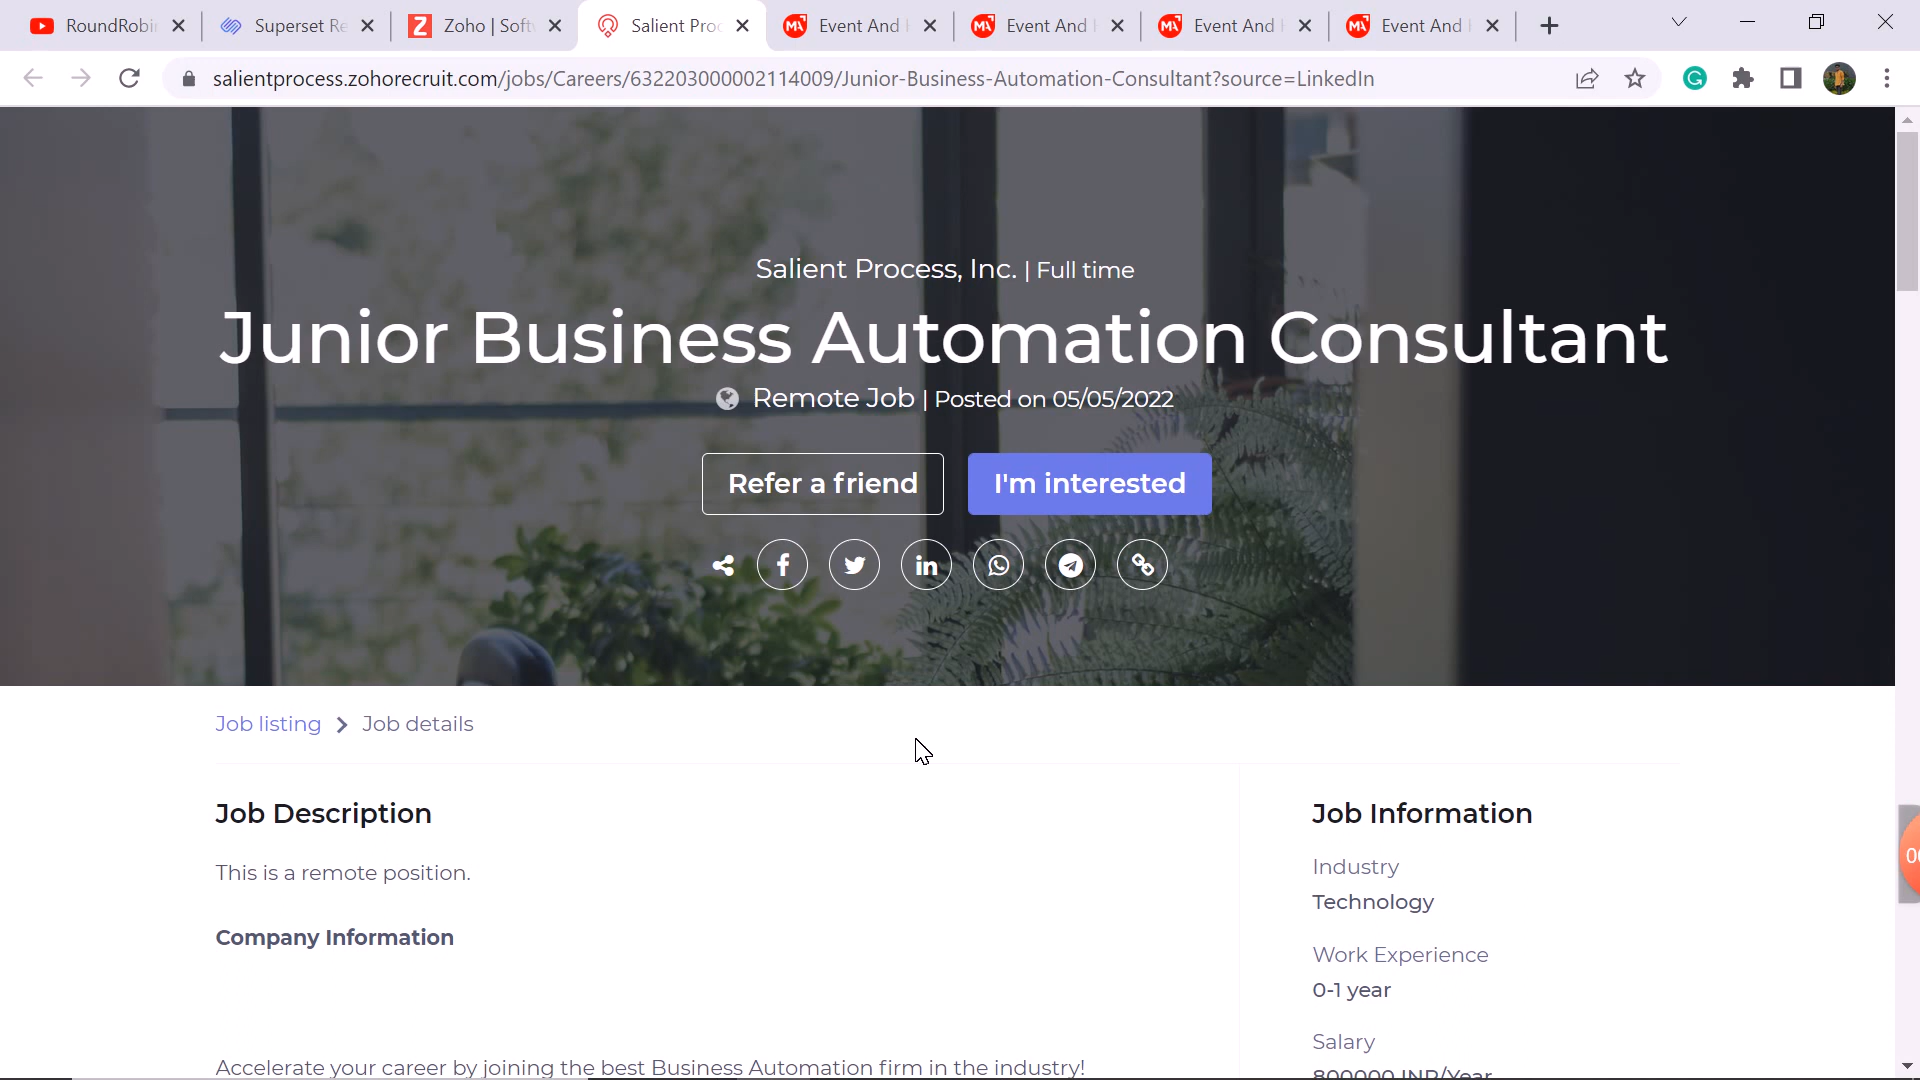 RoundRobi
Superset Re
Zoho | Soft
Salient Proc
Event And
Event And
Event And
Event And
salientprocess.zohorecruit.com/jobs/Careers/632203000002114009/Junior-Business-Automation-Consultant?source=LinkedIn
Salient Process, Inc. | Full time
Junior Business Automation Consultant
Remote Job | Posted on 05/05/2022
Refer a friend
I'm interested
Job listing > Job details
Job Description
Job Information
This is a remote position.
Industry
Technology
Company Information
Work Experience
0-1 year
Salary
Accelerate your career by joining the best Business Automation firm in the industry!
800000 INR/Year